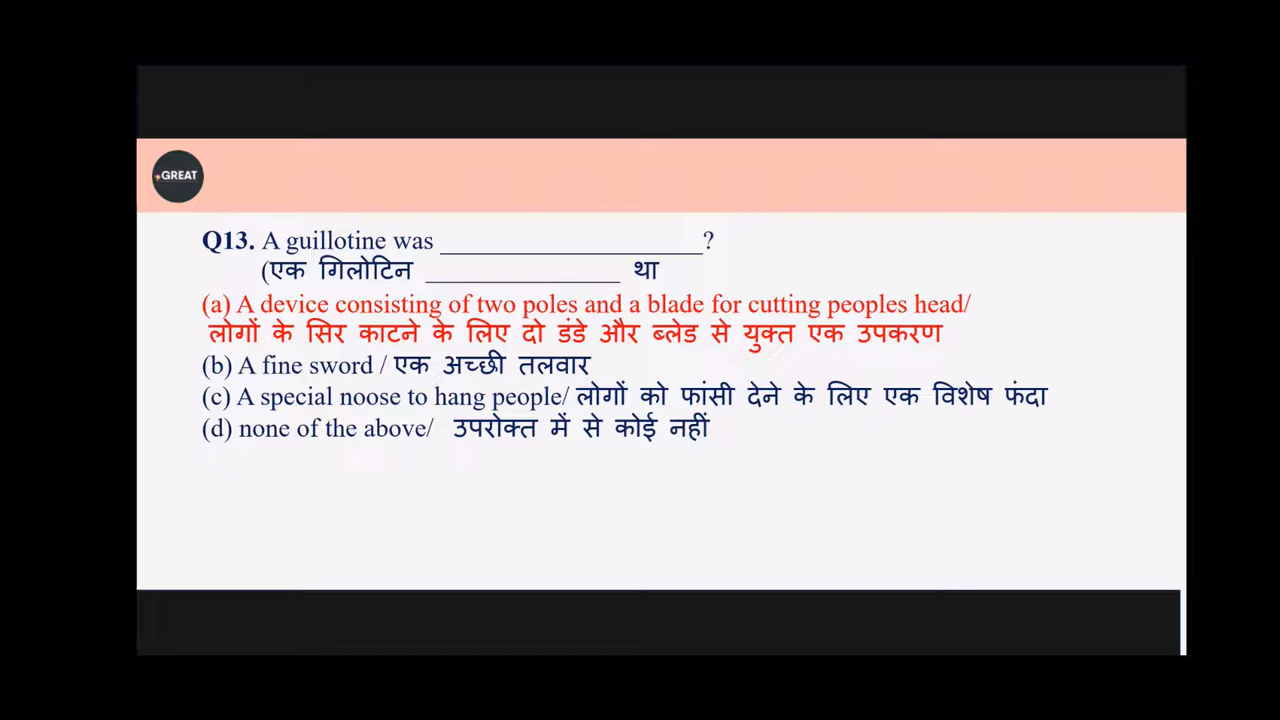 GREAT
Q13. A guillotine was ____________________?
(एक गिलोटिन _______________ था
(a) A device consisting of two poles and a blade for cutting peoples head/
लोगों के सिर काटने के लिए दो डंडे और ब्लेड से युक्त एक उपकरण
(b) A fine sword / एक अच्छी तलवार
(c) A special noose to hang people/ लोगों को फांसी देने के लिए एक विशेष फंदा
(d) none of the above/ उपरोक्त में से कोई नहीं